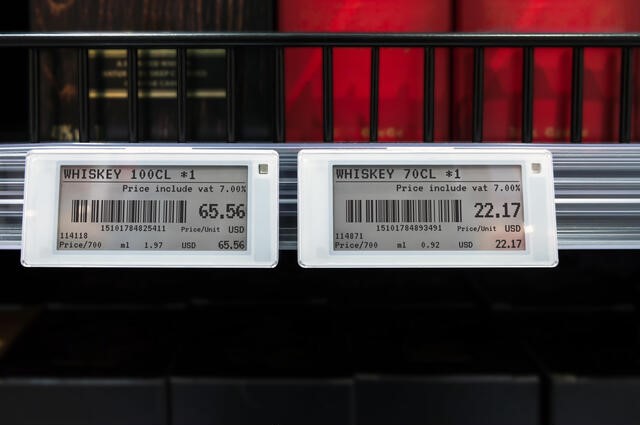 WHISKEY 100CL *1
Price include vat 7.00%
65.56
15101784825411 Price/Unit USD
114118
Price/700 ml 1.97 USD 65.56
WHISKEY 70CL *1
Price include vat 7.00%
22.17
15101784893491 Price/Unit USD
114871
Price/700 ml 0.92 USD 22.17